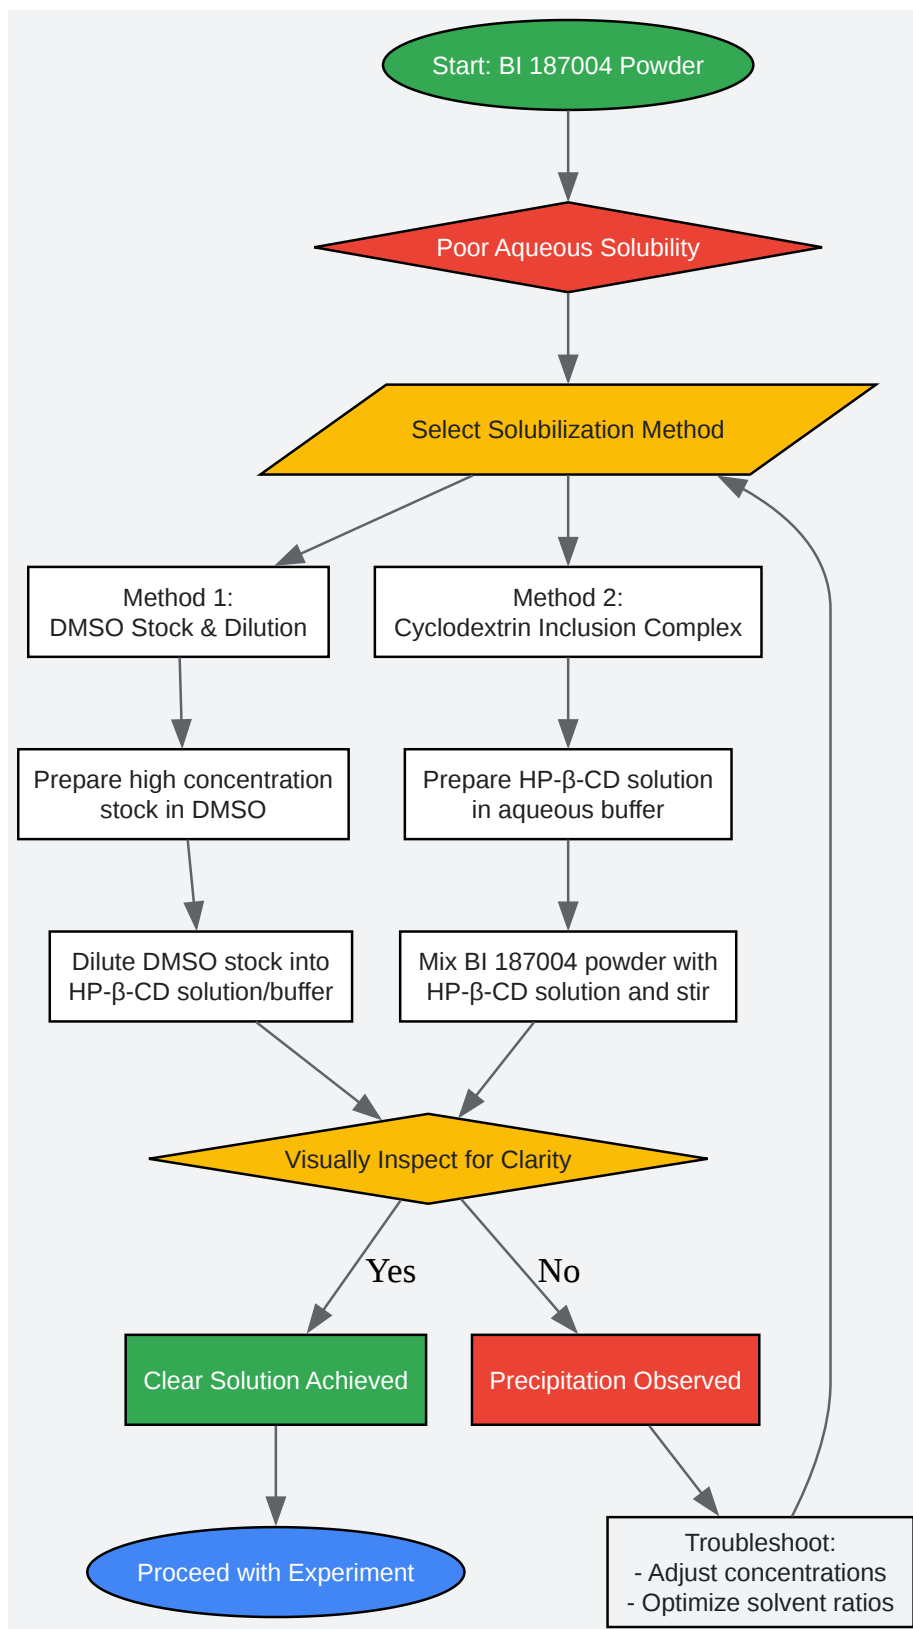 Start: BI 187004 Powder
Poor Aqueous Solubility
Select Solubilization Method
Method 1:
DMSO Stock & Dilution
Method 2:
Cyclodextrin Inclusion Complex
Prepare high concentration
stock in DMSO
Prepare HP-β-CD solution
in aqueous buffer
Dilute DMSO stock into
HP-β-CD solution/buffer
Mix BI 187004 powder with
HP-β-CD solution and stir
Visually Inspect for Clarity
Yes
No
Clear Solution Achieved
Precipitation Observed
Proceed with Experiment
Troubleshoot:
- Adjust concentrations
- Optimize solvent ratios